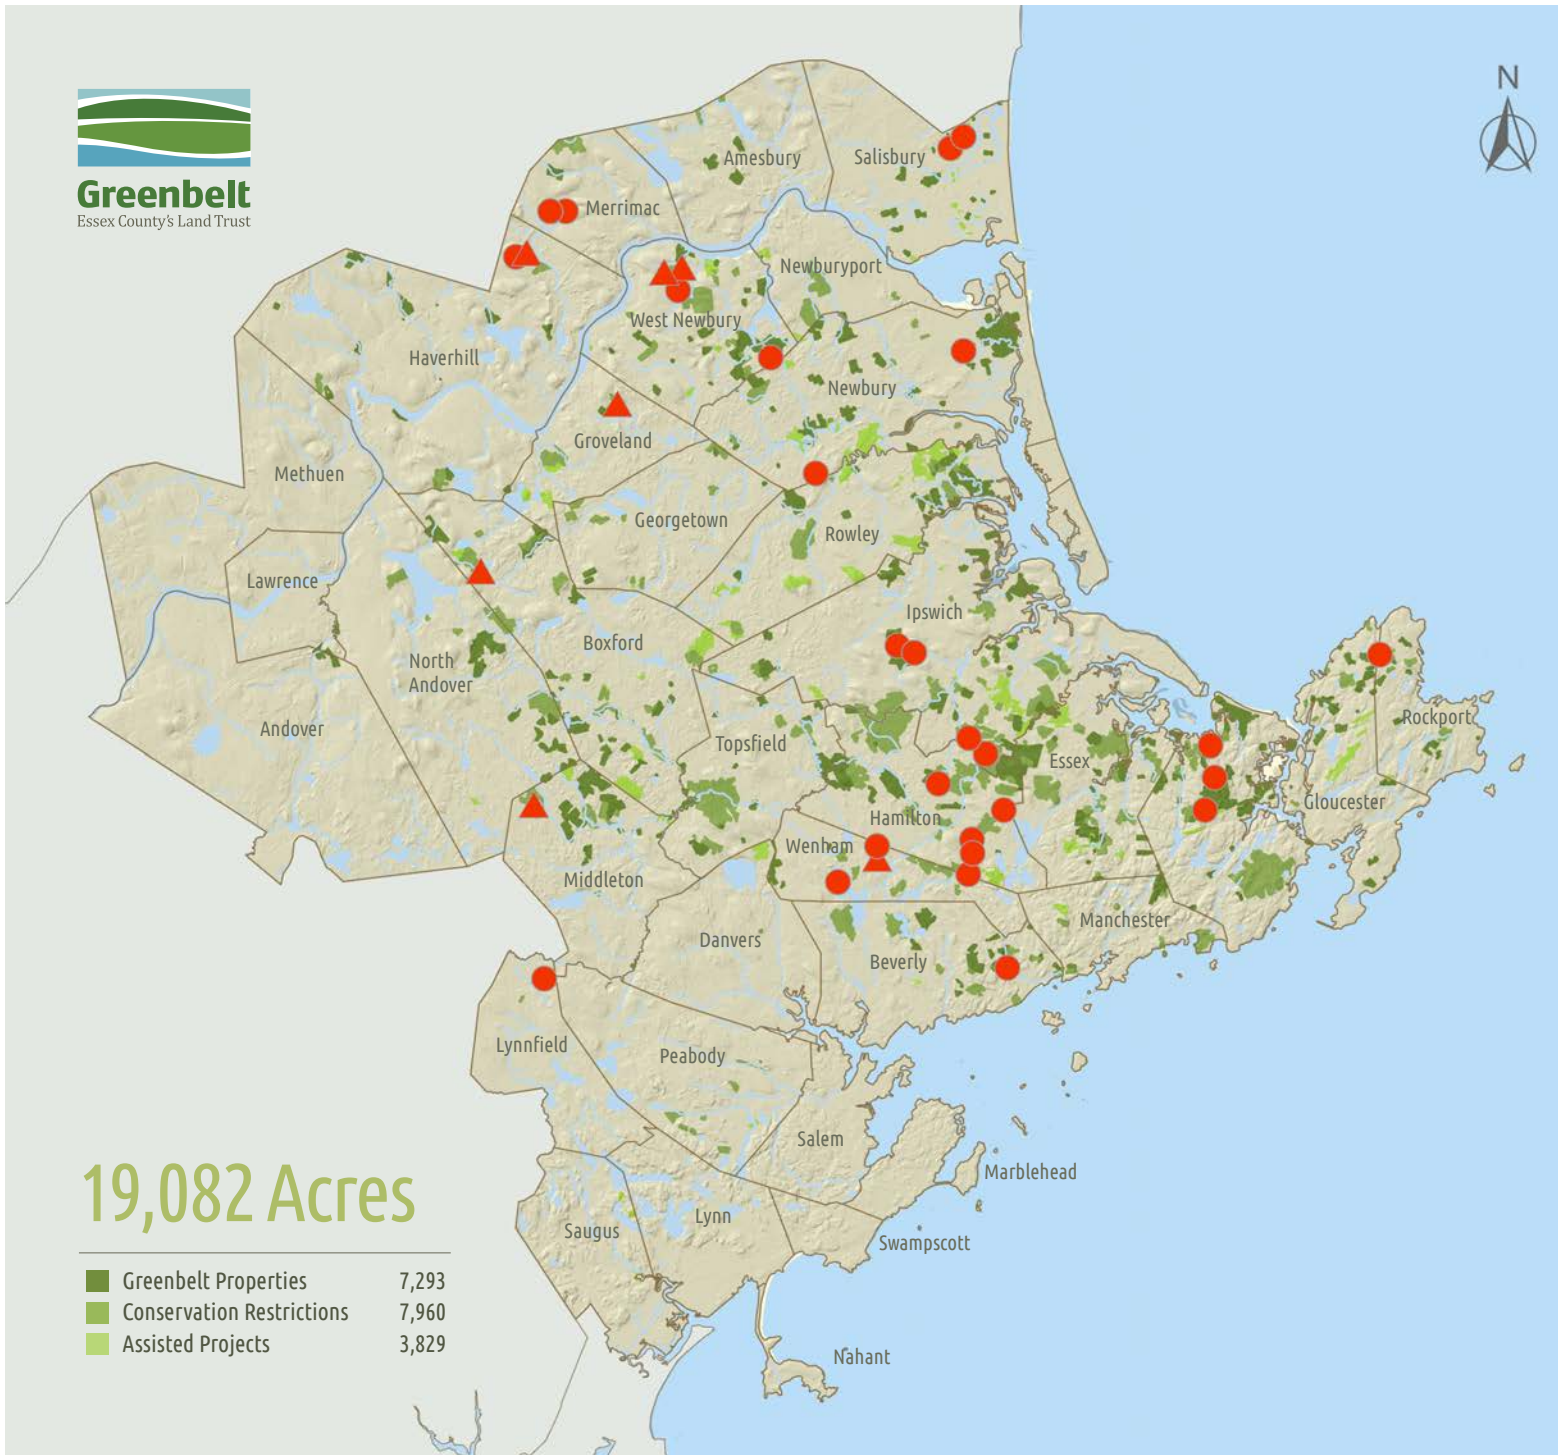 N
Greenbelt
Essex County's Land Trust
Amesbury
Salisbury
Merrimac
Newburyport
West Newbury
Haverhill
Newbury
Groveland
Methuen
Georgetown
Rowley
Lawrence
Ipswich
Boxford
North
Andover
Andover
Topsfield
Rockport
Essex
Gloucester
Hamilton
Wenham
Middleton
Manchester
Danvers
Beverly
Lynnfield
Peabody
Salem
Marblehead
Lynn
Saugus
Swampscott
Nahant
19,082 Acres
Greenbelt Properties 7,293
Conservation Restrictions 7,960
Assisted Projects 3,829